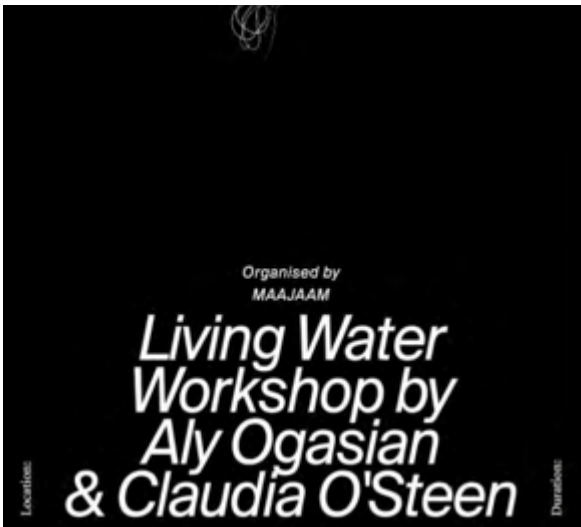 Organised by
MAAJAAM
Living Water
Workshop by
Aly Ogasian
& Claudia O'Steen
Location:
Duration: